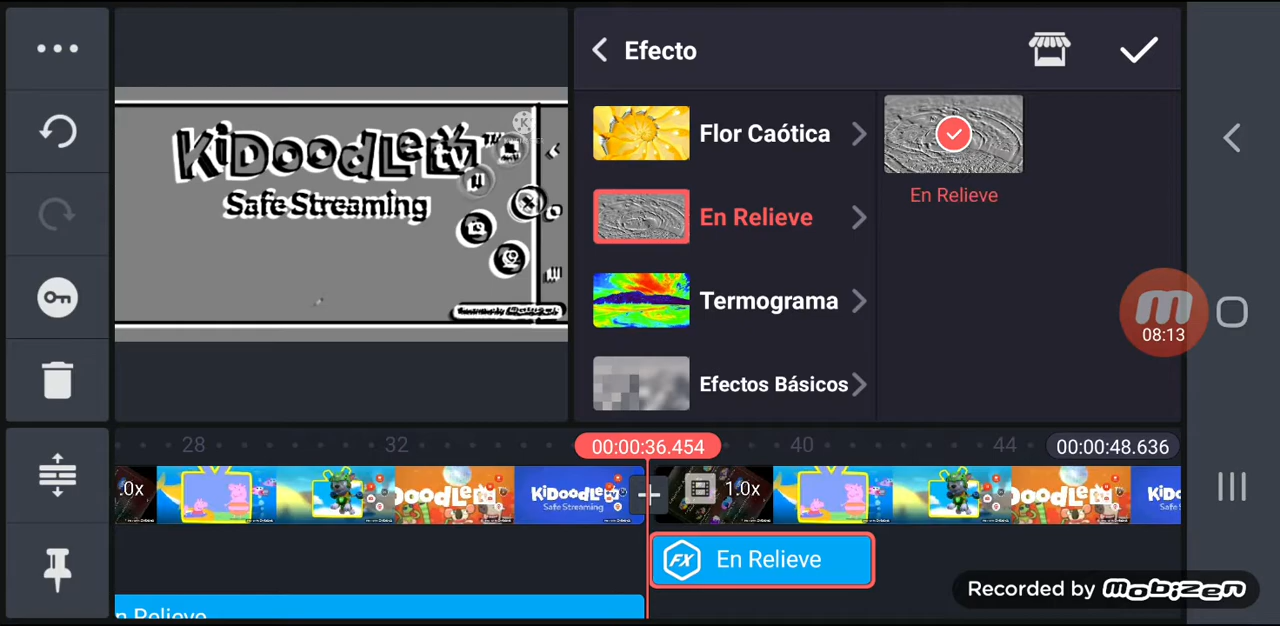 Efecto
KiDoodle tv TM
Safe Streaming
Flor Caótica
En Relieve
Termograma
Efectos Básicos
En Relieve
08:13
28
32
00:00:36.454
40
44
00:00:48.636
.0x
KiDoodle tv
Safe Streaming
1.0x
En Relieve
FX
n Relieve
Recorded by MOBIZEN